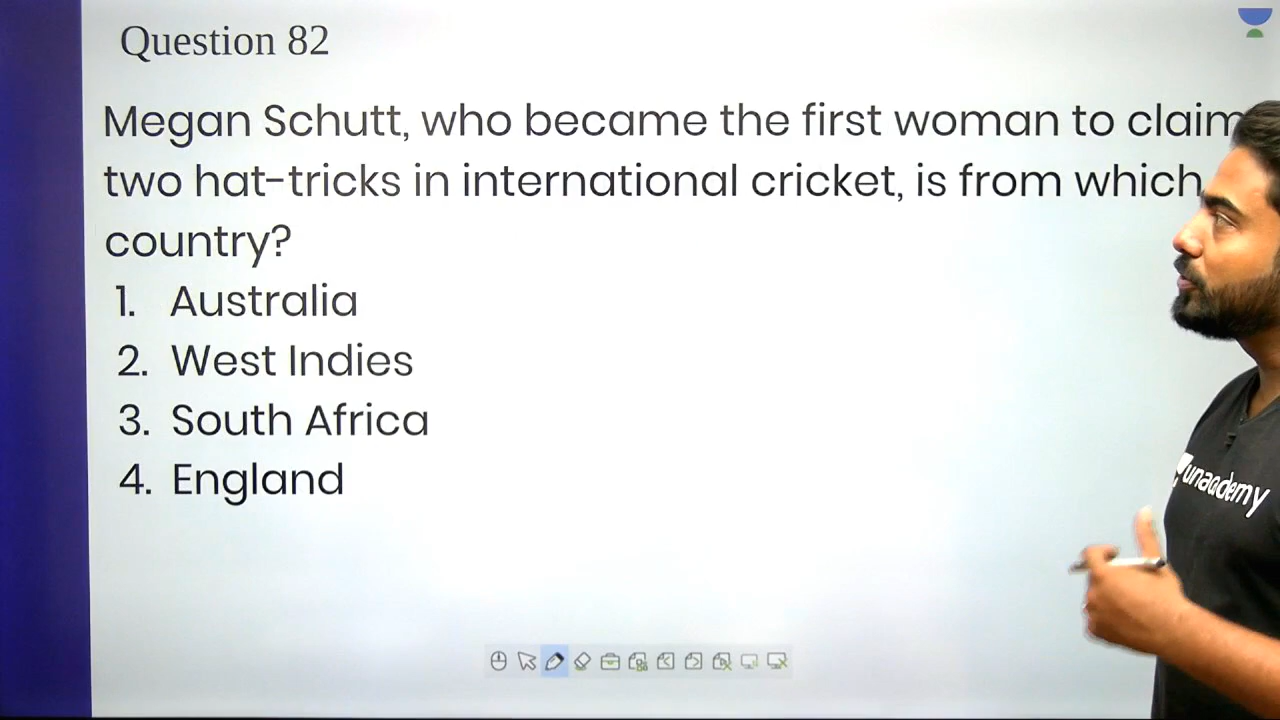 Question 82
Megan Schutt, who became the first woman to claim
two hat-tricks in international cricket, is from which
country?
1. Australia
2. West Indies
3. South Africa
4. England
unacademy